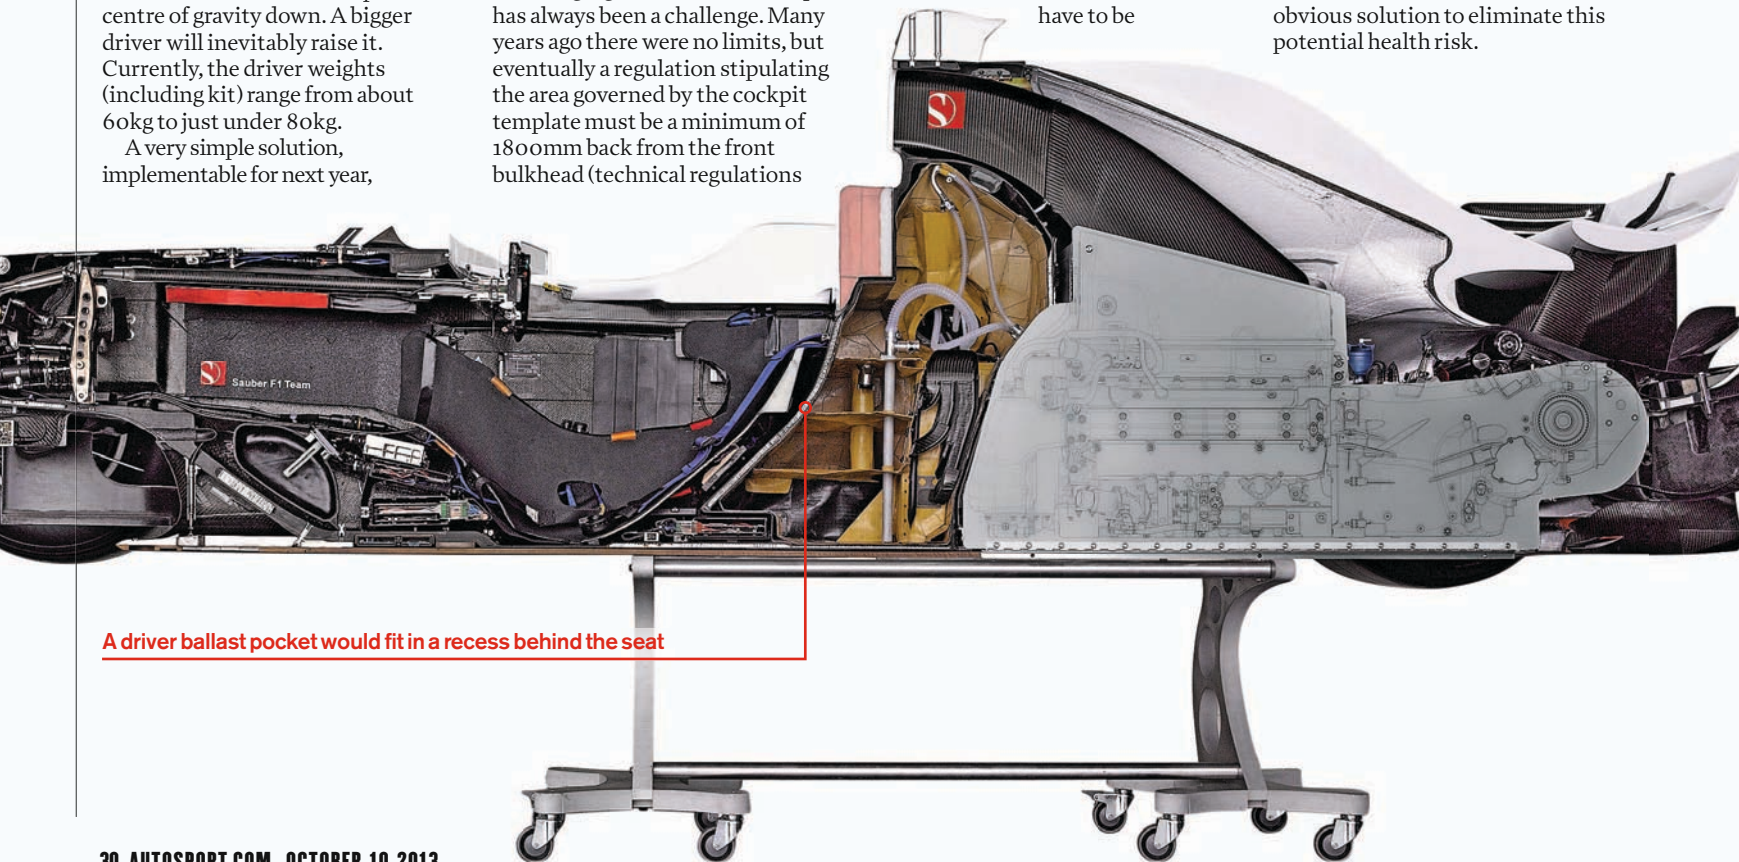 centre of gravity down. A bigger
driver will inevitably raise it.
Currently, the driver weights
(including kit) range from about
60kg to just under 80kg.
A very simple solution,
implementable for next year,
has always been a challenge. Many
years ago there were no limits, but
eventually a regulation stipulating
the area governed by the cockpit
template must be a minimum of
1800mm back from the front
bulkhead (technical regulations
have to be
obvious solution to eliminate this
potential health risk.
Sauber F1 Team
A driver ballast pocket would fit in a recess behind the seat
30 AUTOSPORT.COM OCTOBER 10 2013